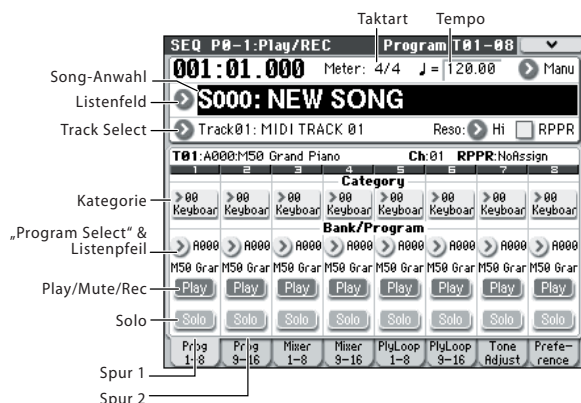 Taktart Tempo
SEQ P0-1:Play/REC Program T01-08
001:01.000 Meter: 4/4 ♩= 120.00 Manu
Song-Anwahl
S000: NEW SONG
Listenfeld
Track Select
Track01: MIDI TRACK 01 Reso: Hi RPPR
T01:A000:M50 Grand Piano Ch:01 RPPR:NoAssign
1 2 3 4 5 6 7 8
Category
Kategorie
00 00 00 00 00 00 00 00
Keyboar Keyboar Keyboar Keyboar Keyboar Keyboar Keyboar Keyboar
Bank/Program
„Program Select“ &
Listenpfeil
A000 A000 A000 A000 A000 A000 A000 A000
M50 Grar M50 Grar M50 Grar M50 Grar M50 Grar M50 Grar M50 Grar M50 Grar
Play/Mute/Rec
Play Play Play Play Play Play Play Play
Solo
Solo Solo Solo Solo Solo Solo Solo Solo
Prog Prog Mixer Mixer PlyLoop PlyLoop Tone Prefe-
1-8 9-16 1-8 9-16 1-8 9-16 Adjust rence
Spur 1
Spur 2